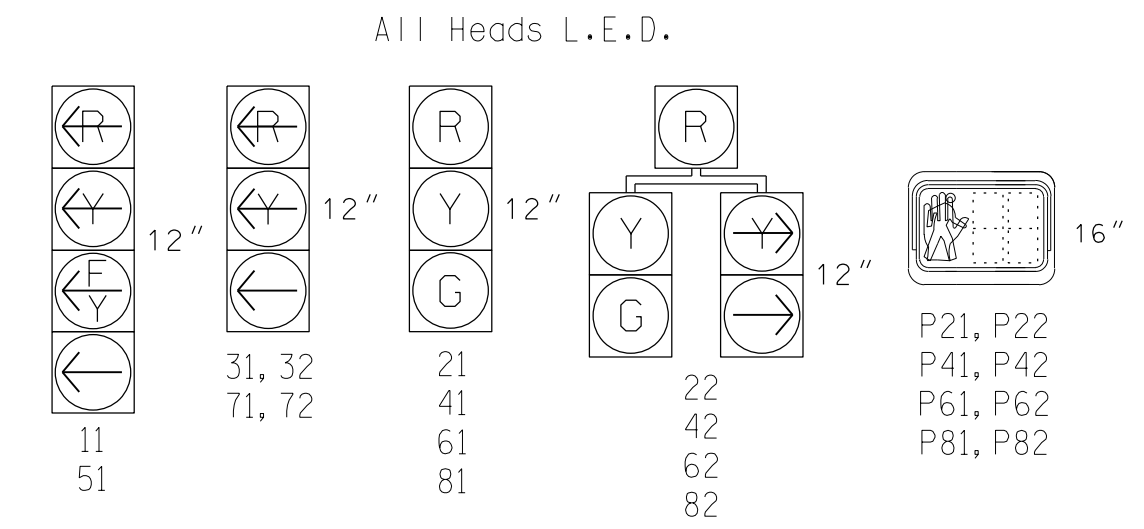 All Heads L.E.D.
R
Y
F
Y
12"
11
51
R
Y
12"
31, 32
71, 72
R
Y
G
12"
21
41
61
81
R
Y
G
Y
12"
22
42
62
82
16"
P21, P22
P41, P42
P61, P62
P81, P82